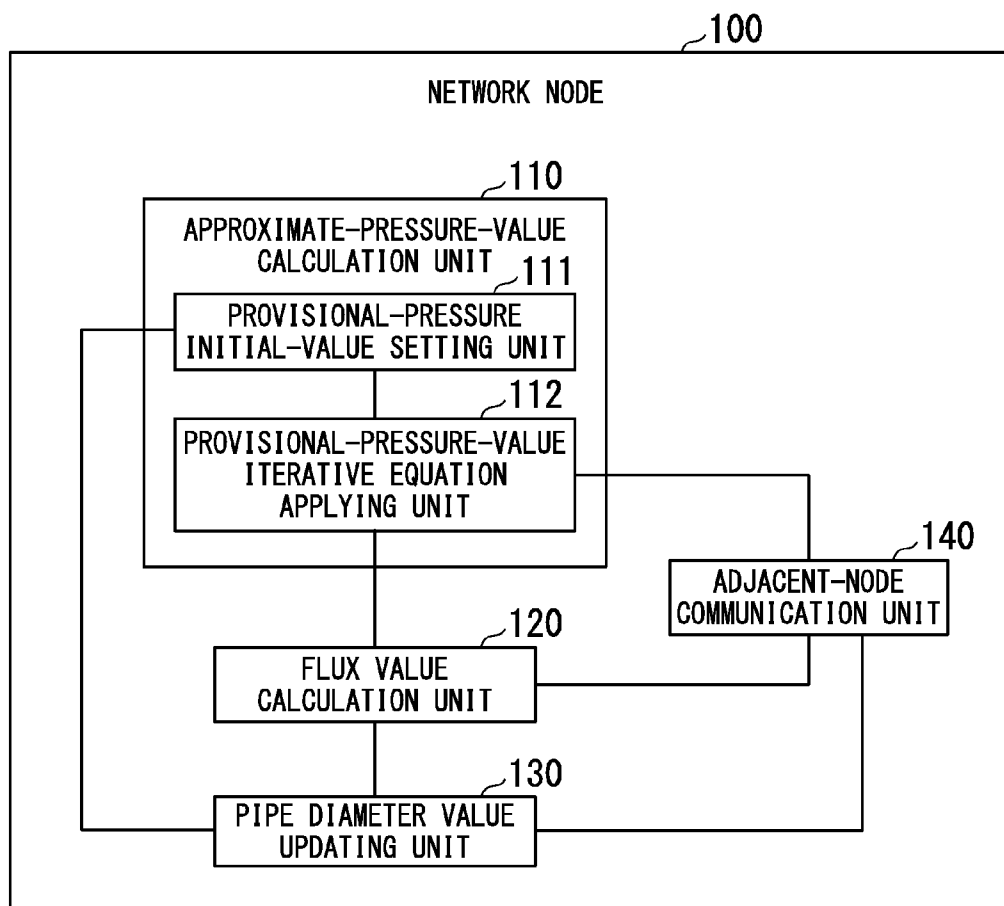 100
NETWORK NODE
110
APPROXIMATE-PRESSURE-VALUE
CALCULATION UNIT
111
PROVISIONAL-PRESSURE
INITIAL-VALUE SETTING UNIT
112
PROVISIONAL-PRESSURE-VALUE
ITERATIVE EQUATION
APPLYING UNIT
140
ADJACENT-NODE
COMMUNICATION UNIT
120
FLUX VALUE
CALCULATION UNIT
130
PIPE DIAMETER VALUE
UPDATING UNIT